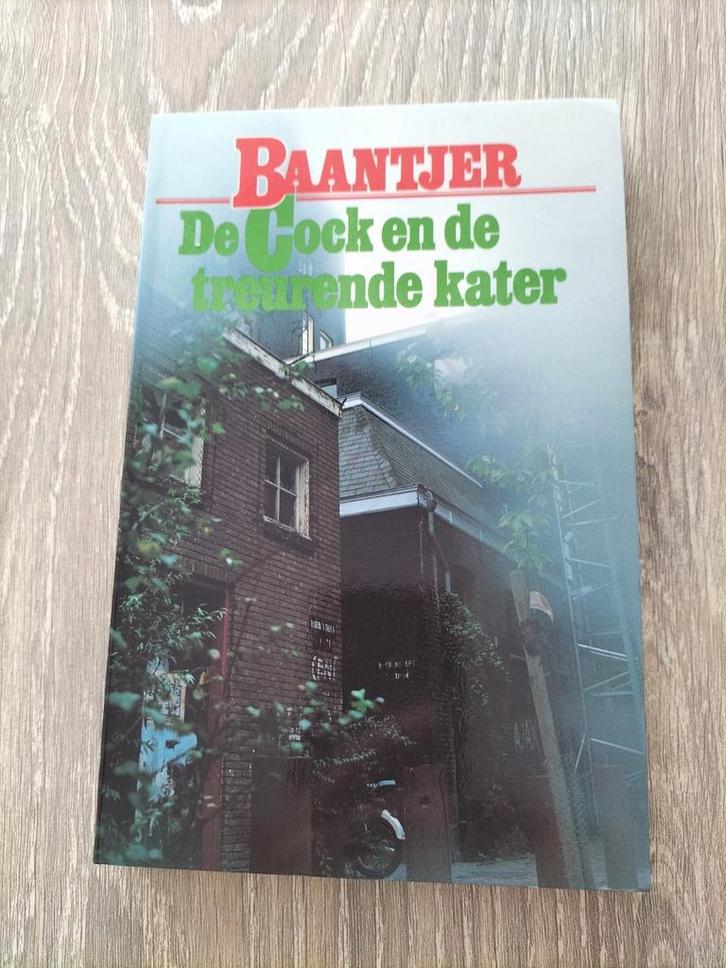 BAANTJER
De Cock en de
treurende kater